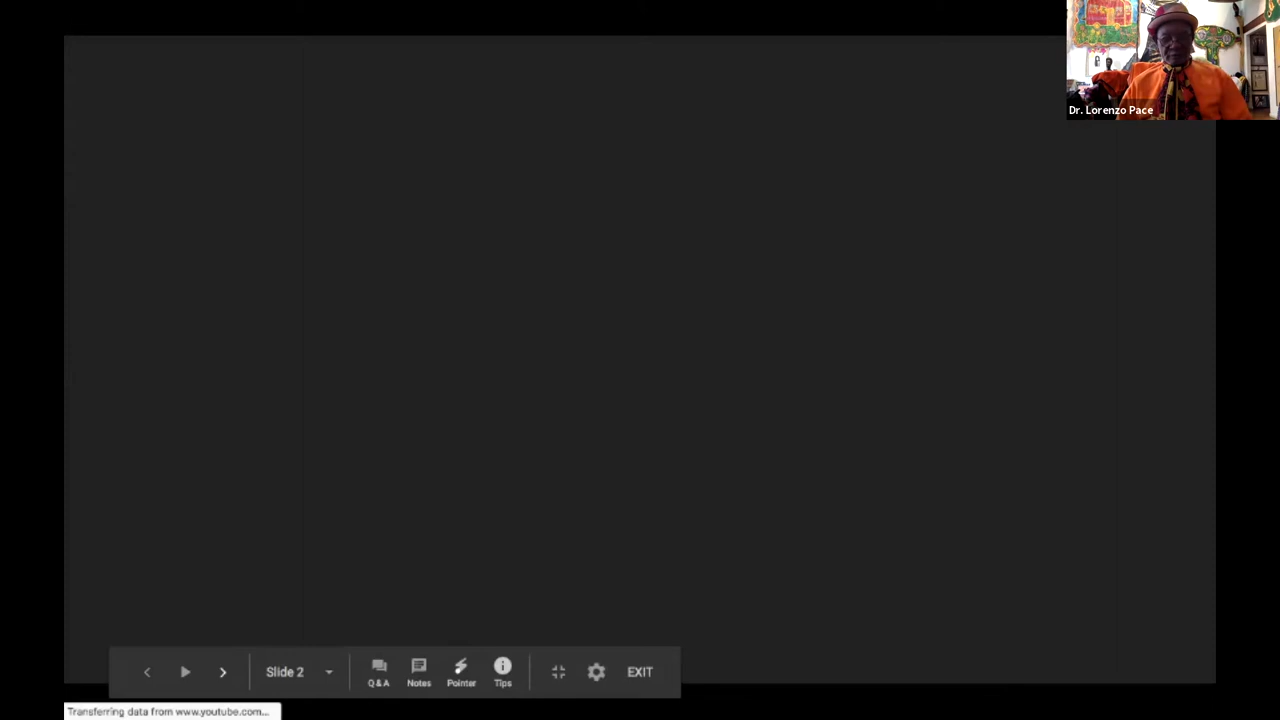 Dr. Lorenzo Pace
Slide 2
Q & A
Notes
Pointer
Tips
EXIT
Transferring data from www.youtube.com...